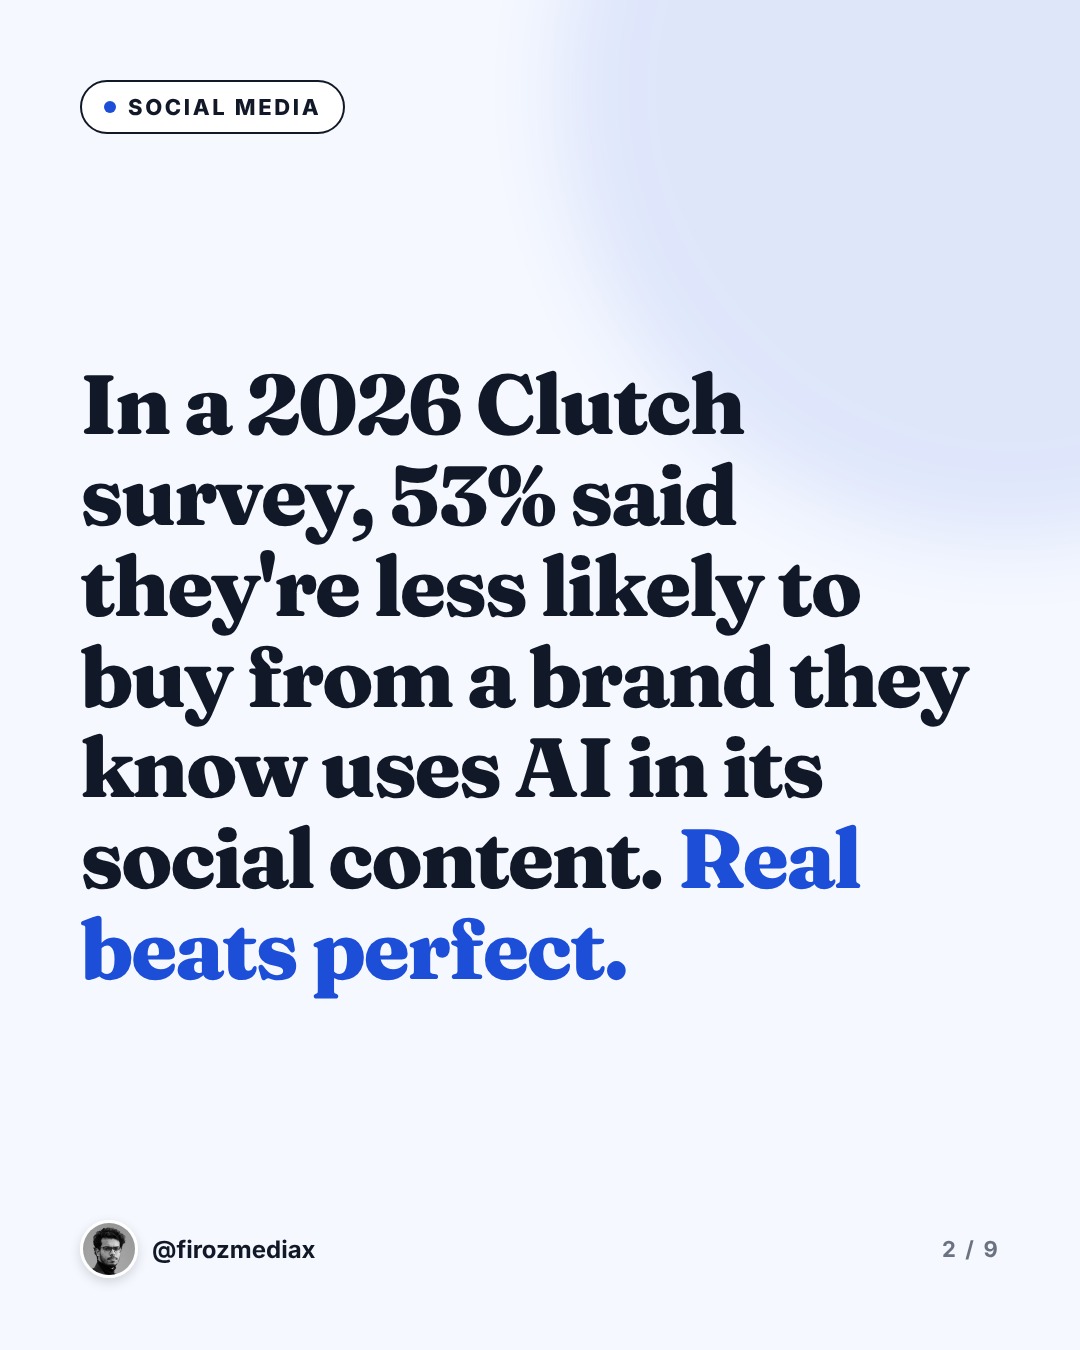 SOCIAL MEDIA
In a 2026 Clutch
survey, 53% said
they're less likely to
buy from a brand they
know uses AI in its
social content. Real
beats perfect.
@firozmediax
2 / 9